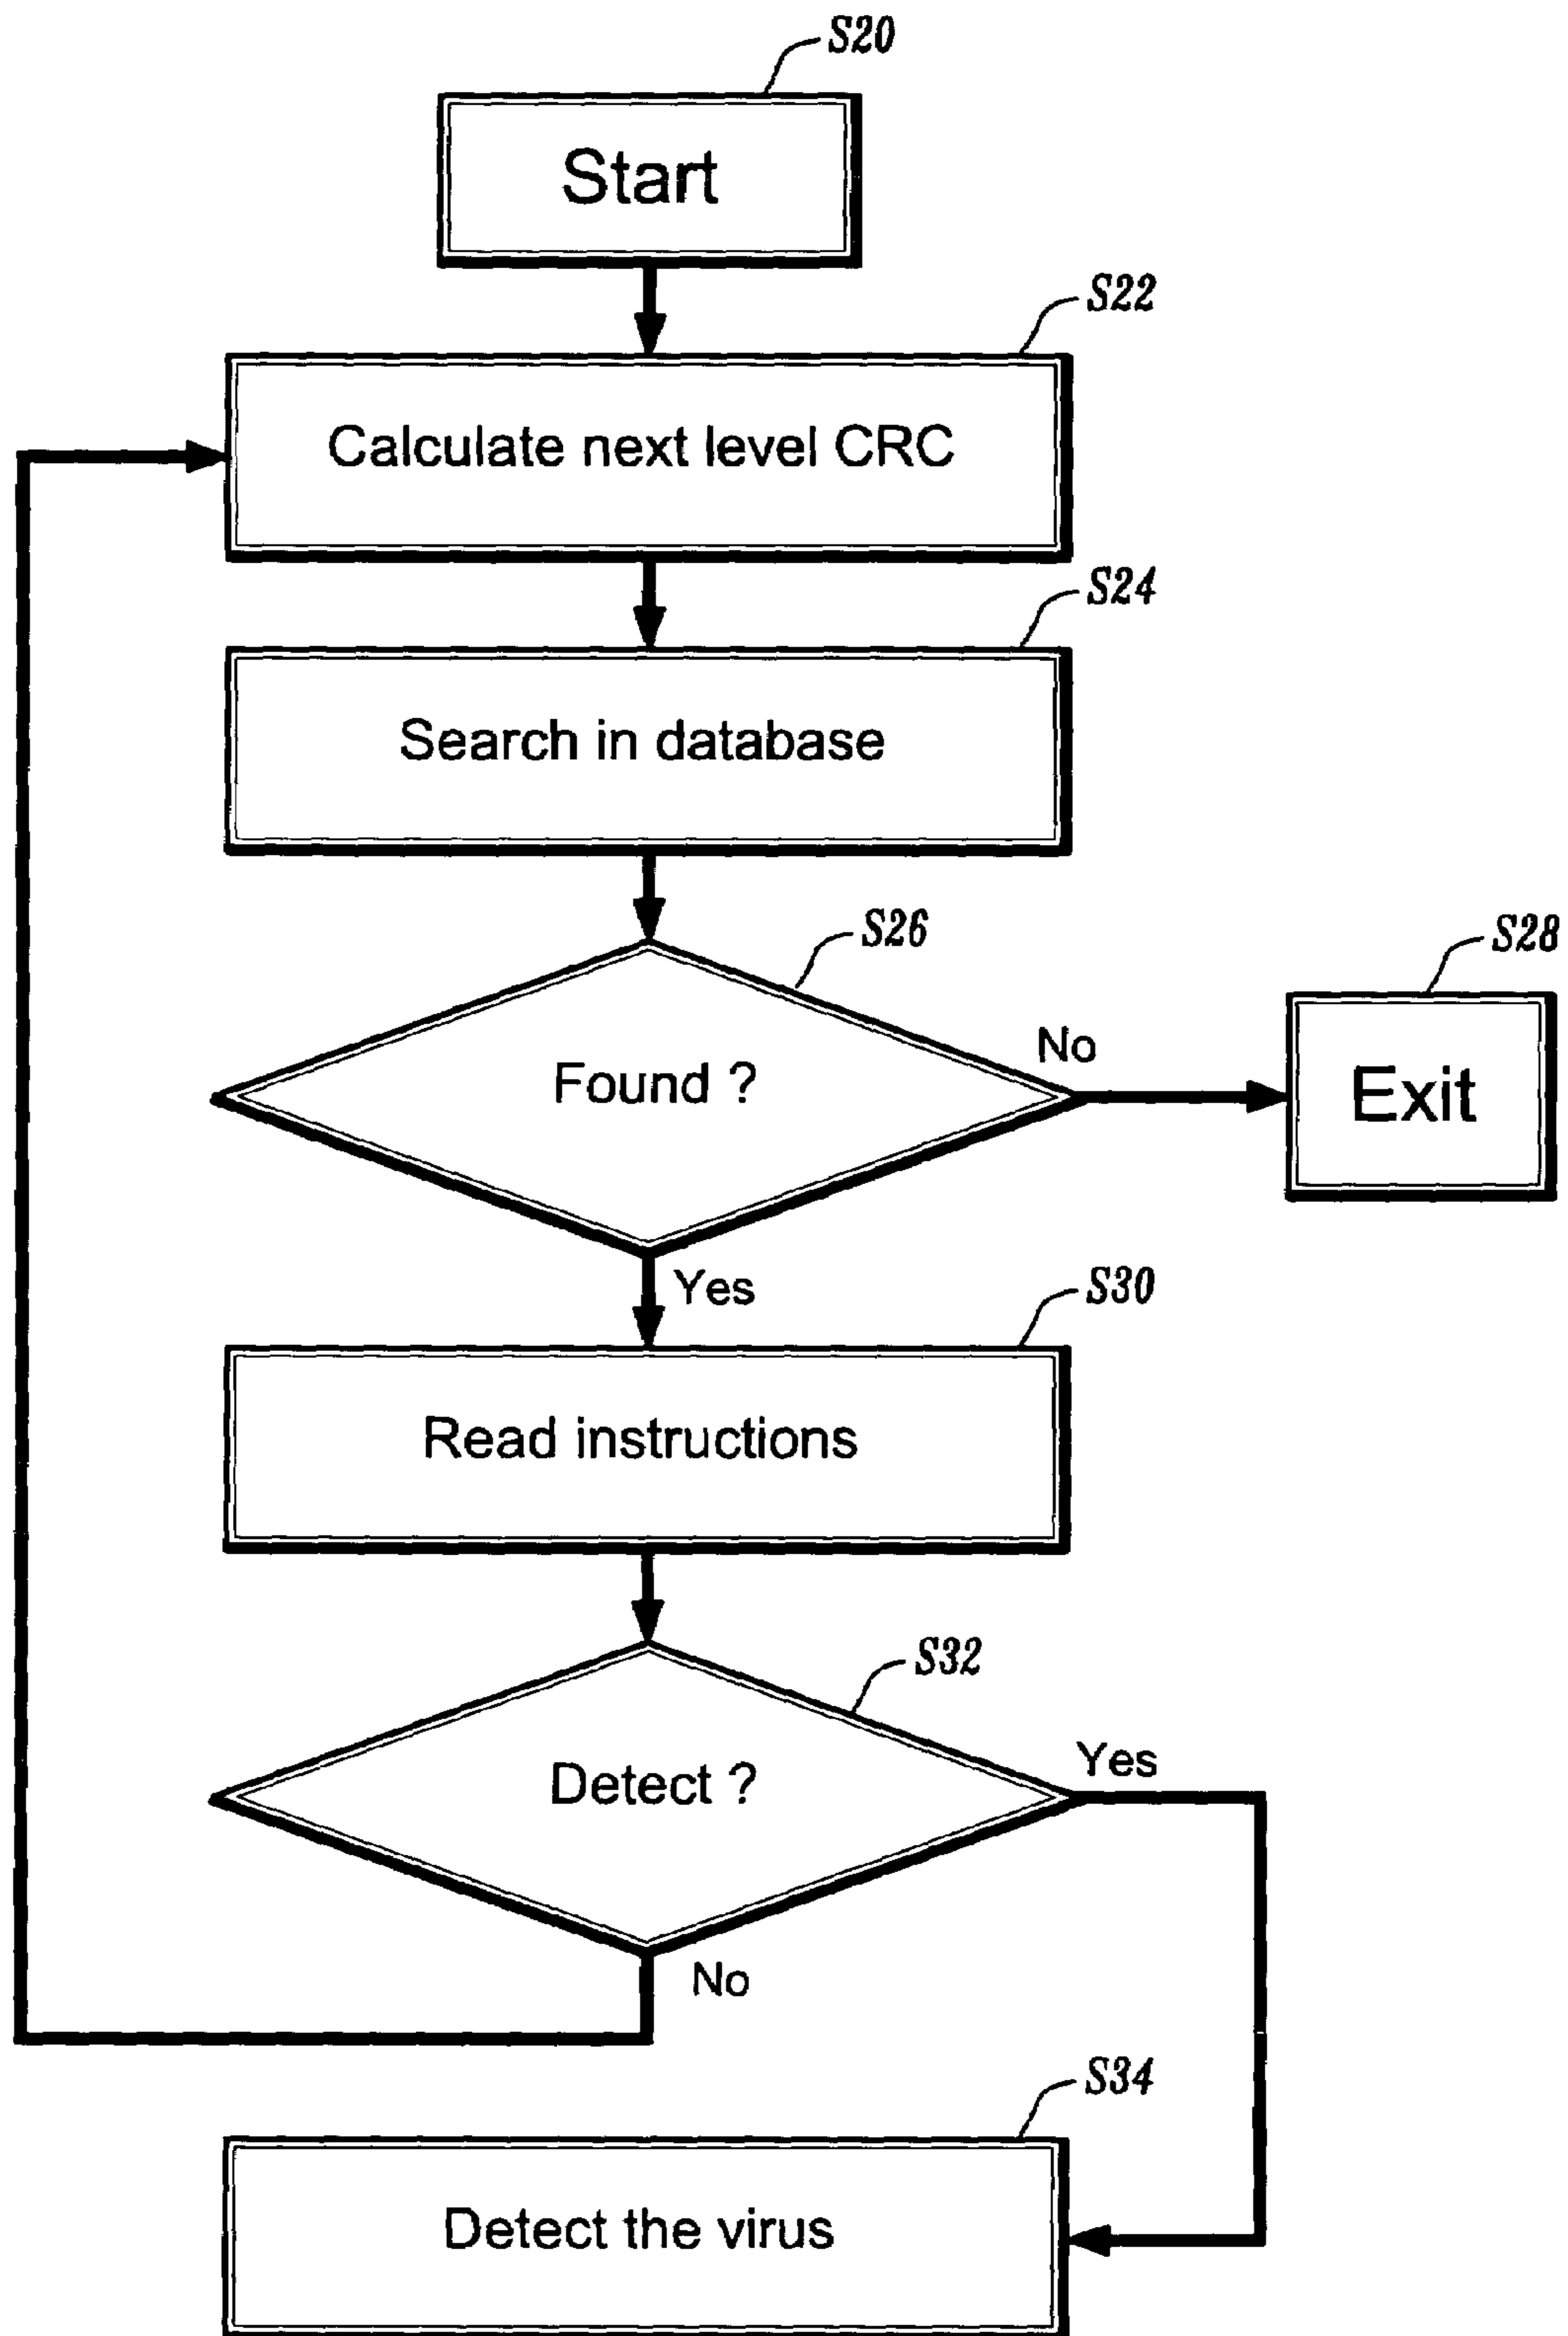 S20
Start
S22
Calculate next level CRC
S24
Search in database
S26
S28
No
Found ?
Exit
Yes
S30
Read instructions
S32
Yes
Detect ?
No
S34
Detect the virus